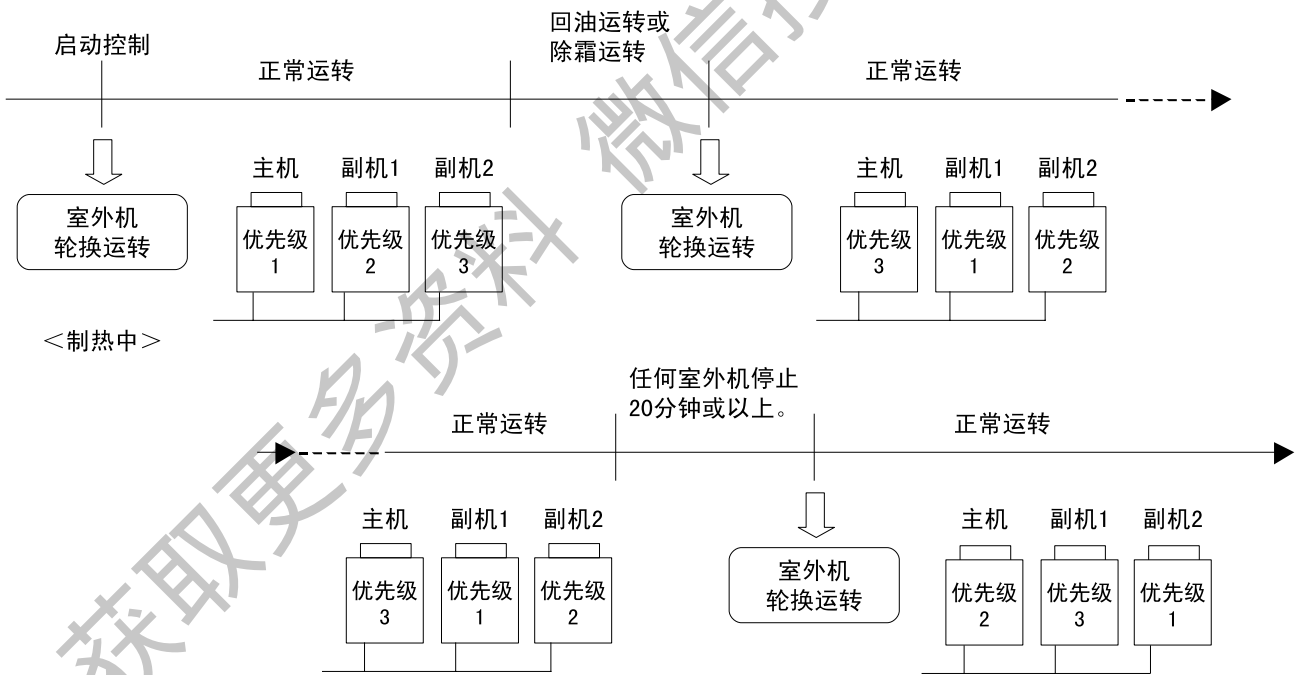 启动控制
正常运转
回油运转或
除霜运转
正常运转
室外机
轮换运转
主机 副机1 副机2
优先级
1
优先级
2
优先级
3
室外机
轮换运转
主机 副机1 副机2
优先级
3
优先级
1
优先级
2
＜制热中＞
正常运转
任何室外机停止
20分钟或以上。
正常运转
主机 副机1 副机2
优先级
3
优先级
1
优先级
2
室外机
轮换运转
主机 副机1 副机2
优先级
2
优先级
3
优先级
1
获取更多资料 微信